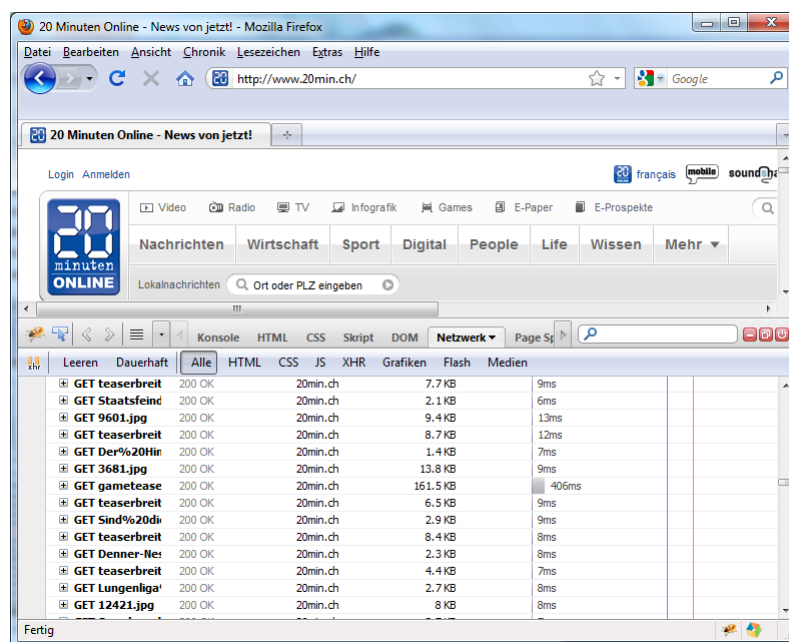 20 Minuten Online - News von jetzt! - Mozilla Firefox
Datei Bearbeiten Ansicht Chronik Lesezeichen Extras Hilfe
20 http://www.20min.ch/ Google
20 20 Minuten Online - News von jetzt!
Login Anmelden 20 français mobile
20 minuten ONLINE
Video Radio TV Infografik Games E-Paper E-Prospekte
Nachrichten Wirtschaft Sport Digital People Life Wissen Mehr
Lokalnachrichten Ort oder PLZ eingeben
Konsole HTML CSS Skript DOM Netzwerk Page Sp
xhr Leeren Dauerhaft Alle HTML CSS JS XHR Grafiken Flash Medien
GET teaserbreit 200 OK 20min.ch 7.7 KB 9ms
GET Staatsfeind 200 OK 20min.ch 2.1 KB 6ms
GET 9601.jpg 200 OK 20min.ch 9.4 KB 13ms
GET teaserbreit 200 OK 20min.ch 8.7 KB 12ms
GET Der%20Hin 200 OK 20min.ch 1.4 KB 7ms
GET 3681.jpg 200 OK 20min.ch 13.8 KB 9ms
GET gametease 200 OK 20min.ch 161.5 KB 406ms
GET teaserbreit 200 OK 20min.ch 6.5 KB 9ms
GET Sind%20di 200 OK 20min.ch 2.9 KB 9ms
GET teaserbreit 200 OK 20min.ch 8.4 KB 8ms
GET Denner-Nes 200 OK 20min.ch 2.3 KB 8ms
GET teaserbreit 200 OK 20min.ch 4.4 KB 7ms
GET Lungenliga 200 OK 20min.ch 2.7 KB 8ms
GET 12421.jpg 200 OK 20min.ch 8 KB 8ms
Fertig